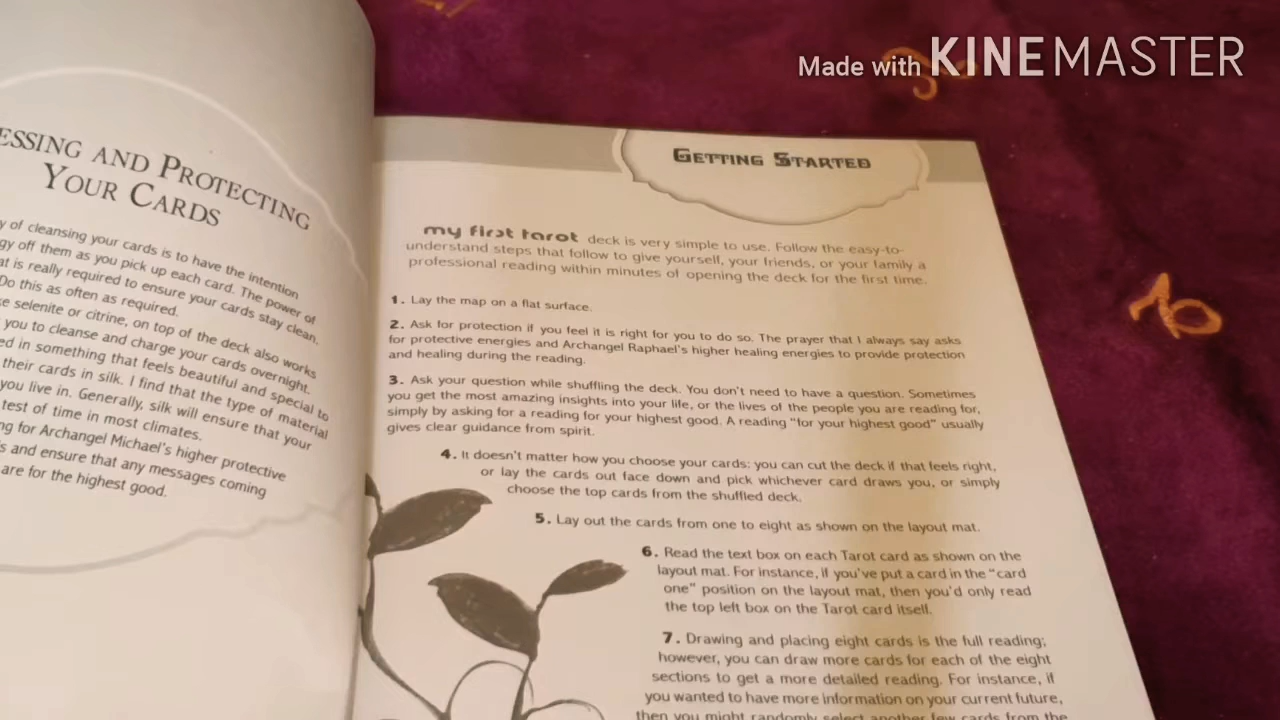 ESSING AND PROTECTING
YOUR CARDS
y of cleansing your cards is to have the intention
gy off them as you pick up each card. The power of
at is really required to ensure your cards stay clean.
Do this as often as required.
e selenite or citrine, on top of the deck also works
you to cleanse and charge your cards overnight.
ed in something that feels beautiful and special to
their cards in silk. I find that the type of material
you live in. Generally, silk will ensure that your
test of time in most climates.
ng for Archangel Michael's higher protective
s and ensure that any messages coming
are for the highest good.
Made with KINEMASTER
GETTING STARTED
my first tarot deck is very simple to use. Follow the easy-to-
understand steps that follow to give yourself, your friends, or your family a
professional reading within minutes of opening the deck for the first time.
1. Lay the map on a flat surface.
2. Ask for protection if you feel it is right for you to do so. The prayer that I always say asks
for protective energies and Archangel Raphael's higher healing energies to provide protection
and healing during the reading.
3. Ask your question while shuffling the deck. You don't need to have a question. Sometimes
you get the most amazing insights into your life, or the lives of the people you are reading for,
simply by asking for a reading for your highest good. A reading "for your highest good" usually
gives clear guidance from spirit.
4. It doesn't matter how you choose your cards: you can cut the deck if that feels right,
or lay the cards out face down and pick whichever card draws you, or simply
choose the top cards from the shuffled deck.
5. Lay out the cards from one to eight as shown on the layout mat.
6. Read the text box on each Tarot card as shown on the
layout mat. For instance, if you've put a card in the "card
one" position on the layout mat, then you'd only read
the top left box on the Tarot card itself.
7. Drawing and placing eight cards is the full reading;
however, you can draw more cards for each of the eight
sections to get a more detailed reading. For instance, if
you wanted to have more information on your current future,
then you might randomly select another few cards from the